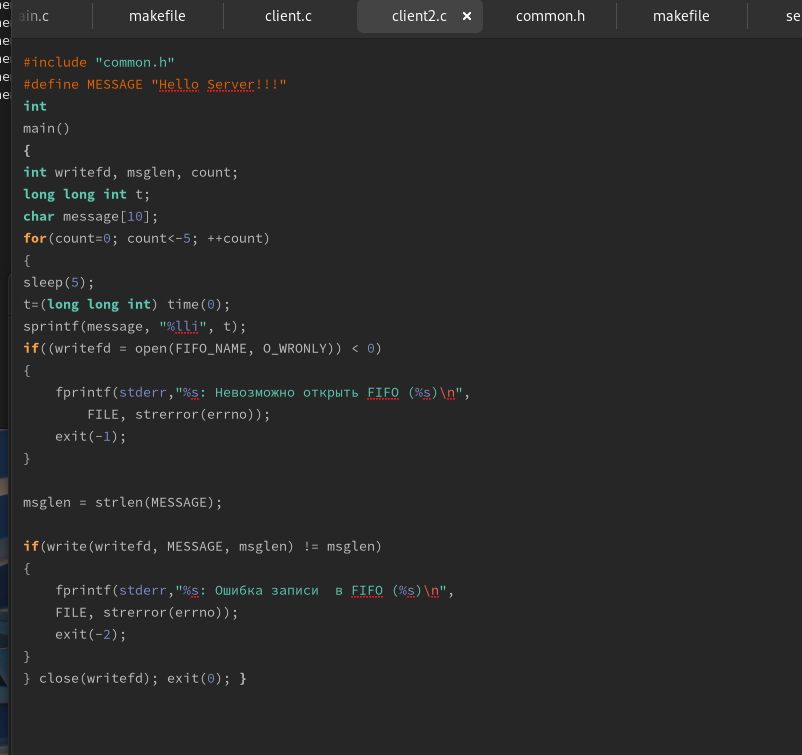 ain.c makefile client.c client2.c × common.h makefile se
#include "common.h"
#define MESSAGE "Hello Server!!!"
int
main()
{
int writefd, msglen, count;
long long int t;
char message[10];
for(count=0; count<-5; ++count)
{
sleep(5);
t=(long long int) time(0);
sprintf(message, "%lli", t);
if((writefd = open(FIFO_NAME, O_WRONLY)) < 0)
{
fprintf(stderr,"%s: Невозможно открыть FIFO (%s)\n",
FILE, strerror(errno));
exit(-1);
}
msglen = strlen(MESSAGE);
if(write(writefd, MESSAGE, msglen) != msglen)
{
fprintf(stderr,"%s: Ошибка записи  в FIFO (%s)\n",
FILE, strerror(errno));
exit(-2);
}
} close(writefd); exit(0); }